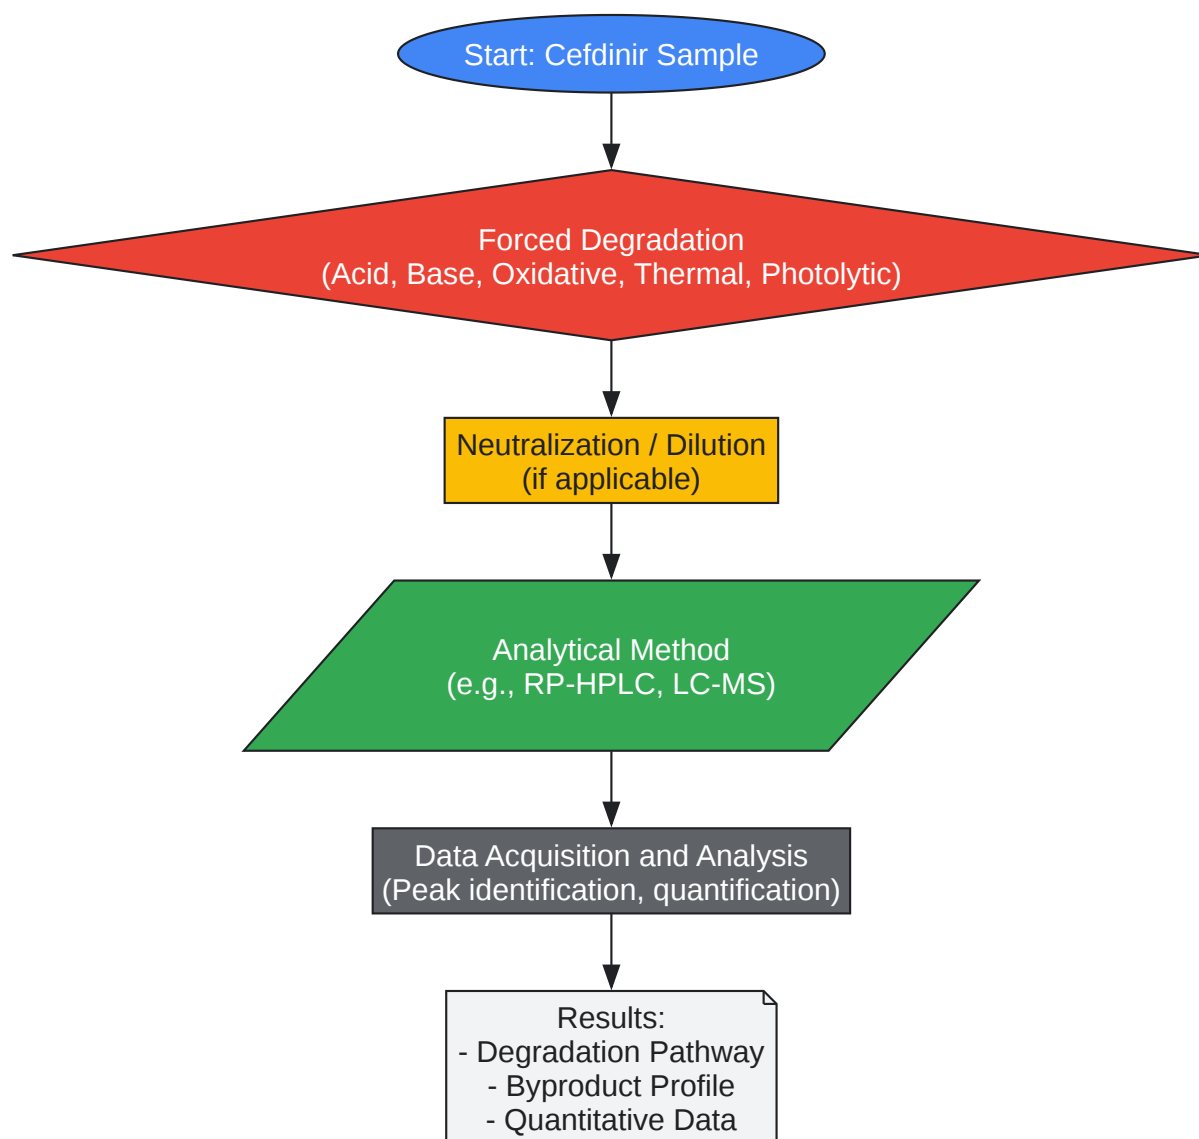 Start: Cefdinir Sample
Forced Degradation
(Acid, Base, Oxidative, Thermal, Photolytic)
Neutralization / Dilution
(if applicable)
Analytical Method
(e.g., RP-HPLC, LC-MS)
Data Acquisition and Analysis
(Peak identification, quantification)
Results:
- Degradation Pathway
- Byproduct Profile
- Quantitative Data